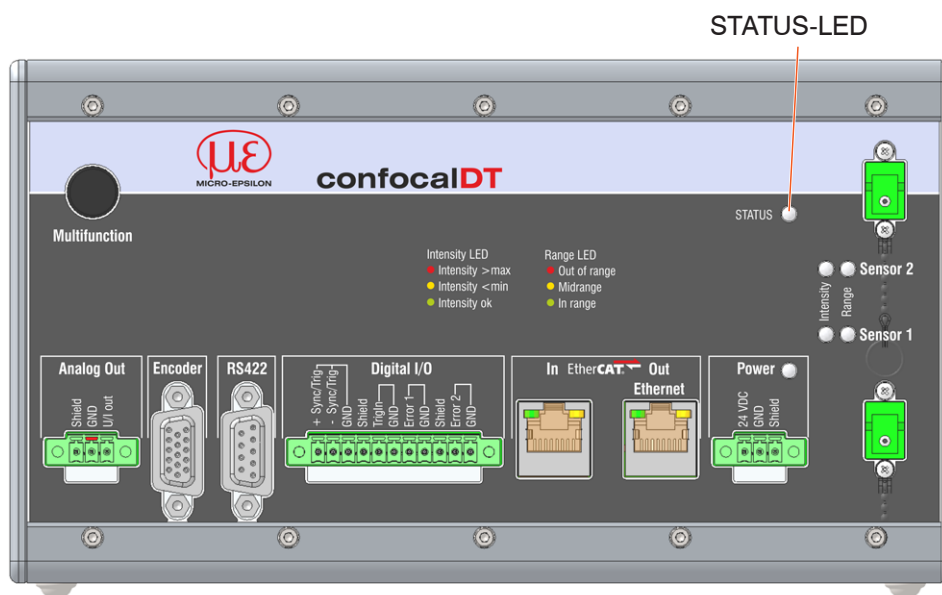 STATUS-LED
με
MICRO-EPSILON
confocalDT
Multifunction
STATUS
Intensity LED
Intensity >max
Intensity <min
Intensity ok
Range LED
Out of range
Midrange
In range
Sensor 2
Intensity
Range
Sensor 1
Analog Out
Shield
GND
U/I out
Encoder
RS422
Digital I/O
+ Sync/Trig
- Sync/Trig
GND
Shield
TrigIn
GND
Error 1
GND
Shield
Error 2
GND
In EtherCAT Out
Ethernet
Power
24 VDC
GND
Shield